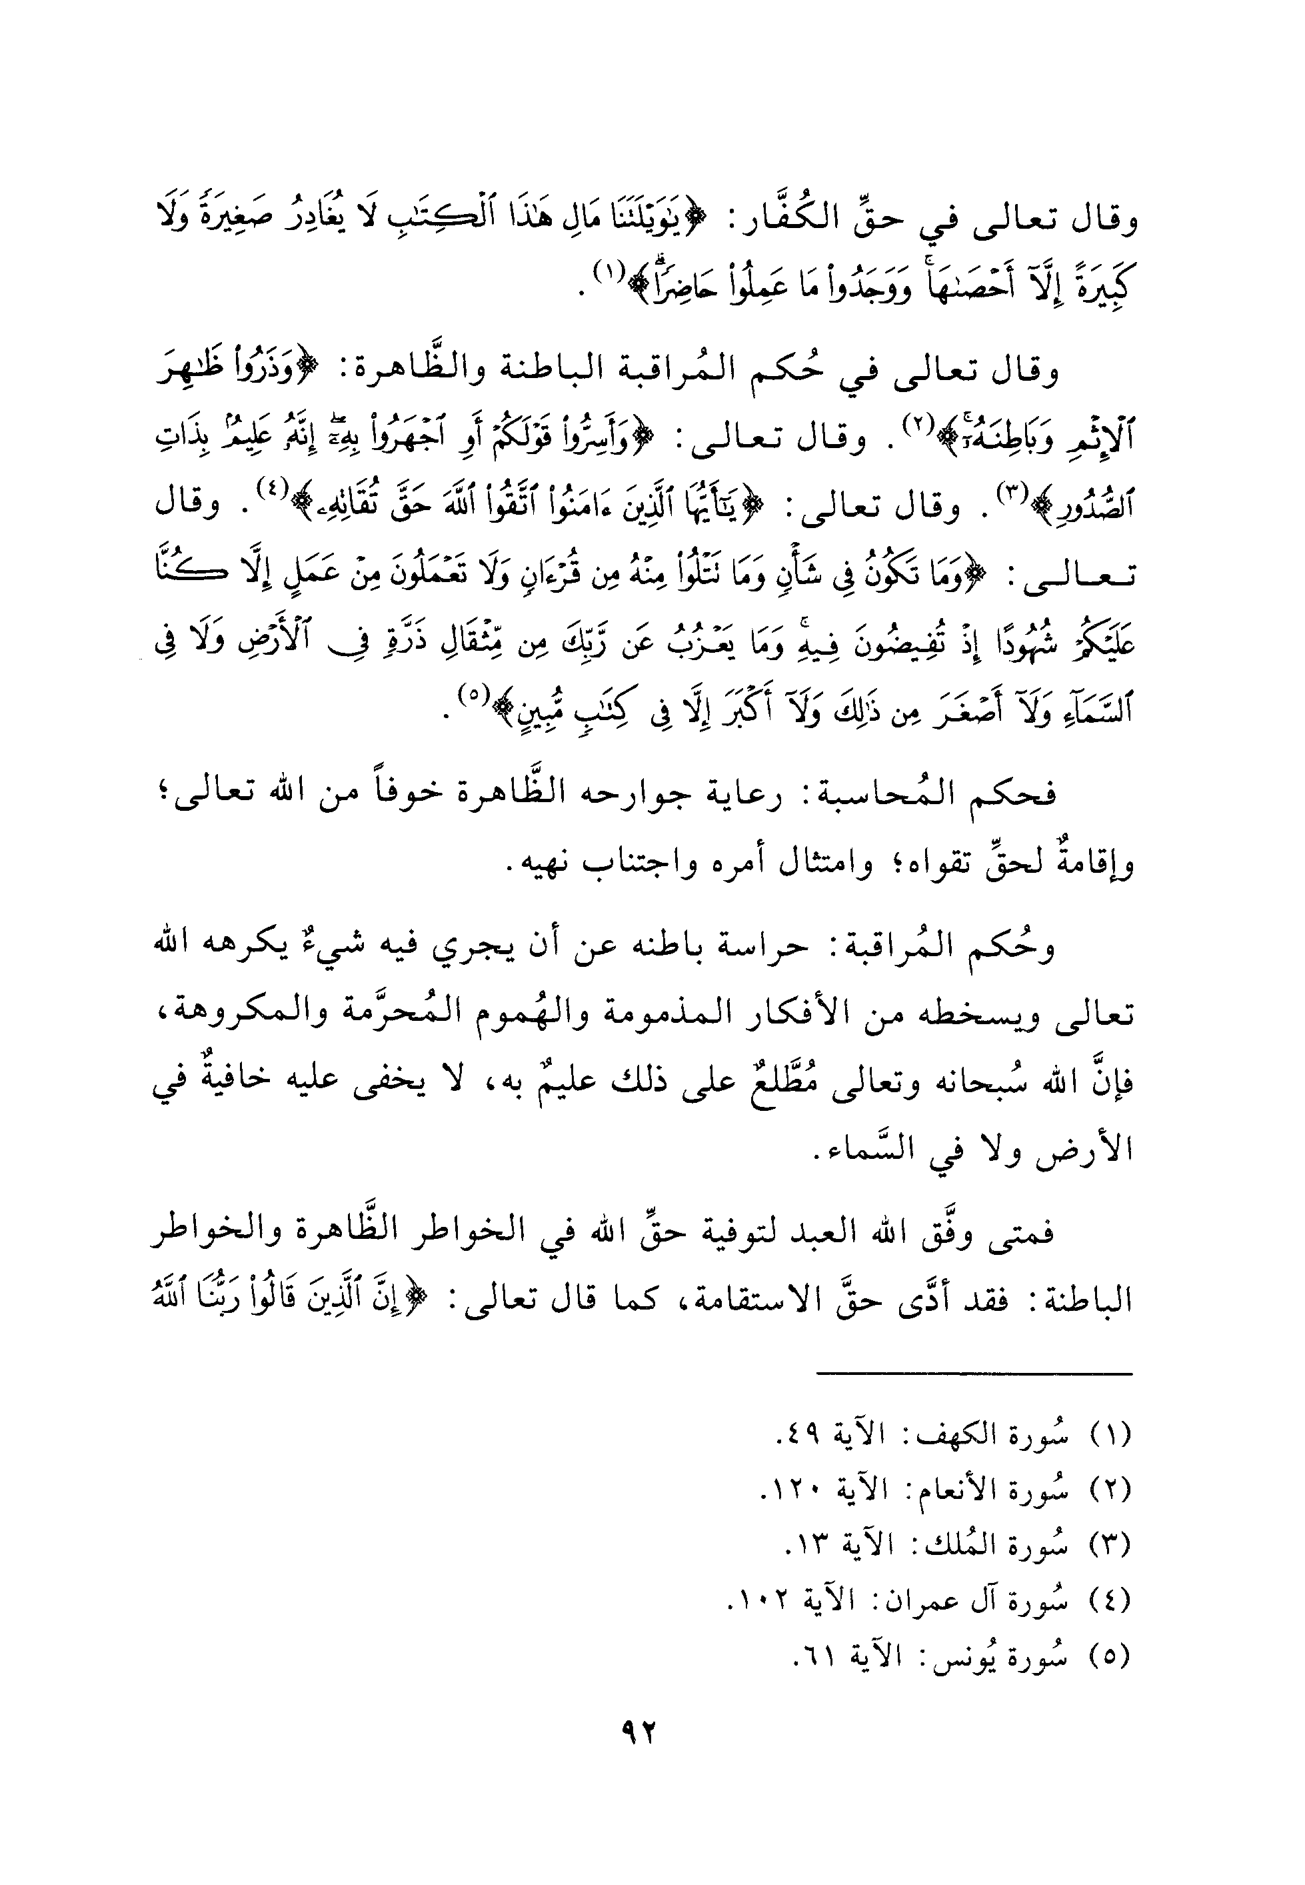 وقال تعالى في حقِّ الكُفَّار: ﴿يَٰوَيْلَتَنَا مَالِ هَٰذَا ٱلْكِتَٰبِ لَا يُغَادِرُ صَغِيرَةً وَلَا
كَبِيرَةً إِلَّآ أَحْصَىٰهَا ۚ وَوَجَدُوا۟ مَا عَمِلُوا۟ حَاضِرًا ۗ﴾(١).
وقال تعالى في حُكم المُراقبة الباطنة والظَّاهرة: ﴿وَذَرُوا۟ ظَٰهِرَ
ٱلْإِثْمِ وَبَاطِنَهُۥٓ ۚ﴾(٢). وقال تعالى: ﴿وَأَسِرُّوا۟ قَوْلَكُمْ أَوِ ٱجْهَرُوا۟ بِهِۦٓ ۖ إِنَّهُۥ عَلِيمٌۢ بِذَاتِ
ٱلصُّدُورِ﴾(٣). وقال تعالى: ﴿يَٰٓأَيُّهَا ٱلَّذِينَ ءَامَنُوا۟ ٱتَّقُوا۟ ٱللَّهَ حَقَّ تُقَاتِهِۦ﴾(٤). وقال
تعالى: ﴿وَمَا تَكُونُ فِى شَأْنٍ وَمَا تَتْلُوا۟ مِنْهُ مِن قُرْءَانٍ وَلَا تَعْمَلُونَ مِنْ عَمَلٍ إِلَّا كُنَّا
عَلَيْكُمْ شُهُودًا إِذْ تُفِيضُونَ فِيهِ ۚ وَمَا يَعْزُبُ عَن رَّبِّكَ مِن مِّثْقَالِ ذَرَّةٍ فِى ٱلْأَرْضِ وَلَا فِى
ٱلسَّمَآءِ وَلَآ أَصْغَرَ مِن ذَٰلِكَ وَلَآ أَكْبَرَ إِلَّا فِى كِتَٰبٍ مُّبِينٍ﴾(٥).
فحكم المُحاسبة: رعاية جوارحه الظَّاهرة خوفاً من الله تعالى؛
وإقامةٌ لحقِّ تقواه؛ وامتثال أمره واجتناب نهيه.
وحُكم المُراقبة: حراسة باطنه عن أن يجري فيه شيءٌ يكرهه الله
تعالى ويسخطه من الأفكار المذمومة والهُموم المُحرَّمة والمكروهة،
فإنَّ الله سُبحانه وتعالى مُطَّلعٌ على ذلك عليمٌ به، لا يخفى عليه خافيةٌ في
الأرض ولا في السَّماء.
فمتى وفَّق الله العبد لتوفية حقِّ الله في الخواطر الظَّاهرة والخواطر
الباطنة: فقد أدَّى حقَّ الاستقامة، كما قال تعالى: ﴿إِنَّ ٱلَّذِينَ قَالُوا۟ رَبُّنَا ٱللَّهُ
(١) سُورة الكهف: الآية ٤٩.
(٢) سُورة الأنعام: الآية ١٢٠.
(٣) سُورة المُلك: الآية ١٣.
(٤) سُورة آل عمران: الآية ١٠٢.
(٥) سُورة يُونس: الآية ٦١.
٩٢